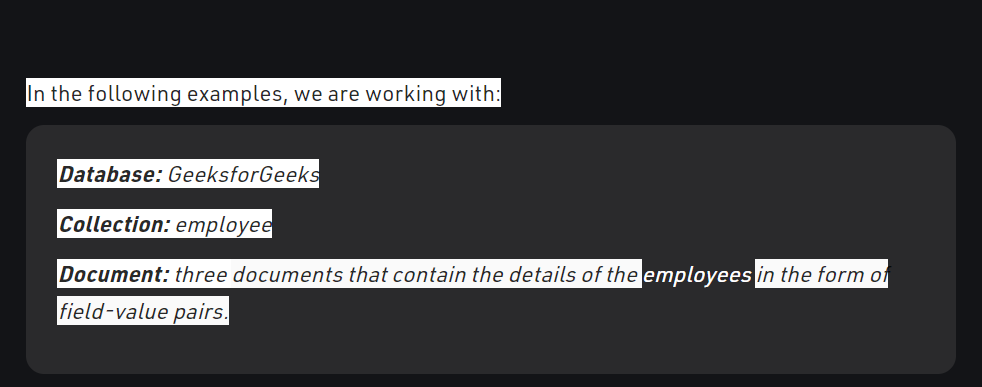 In the following examples, we are working with:
Database: GeeksforGeeks
Collection: employee
Document: three documents that contain the details of the employees in the form of
field-value pairs.